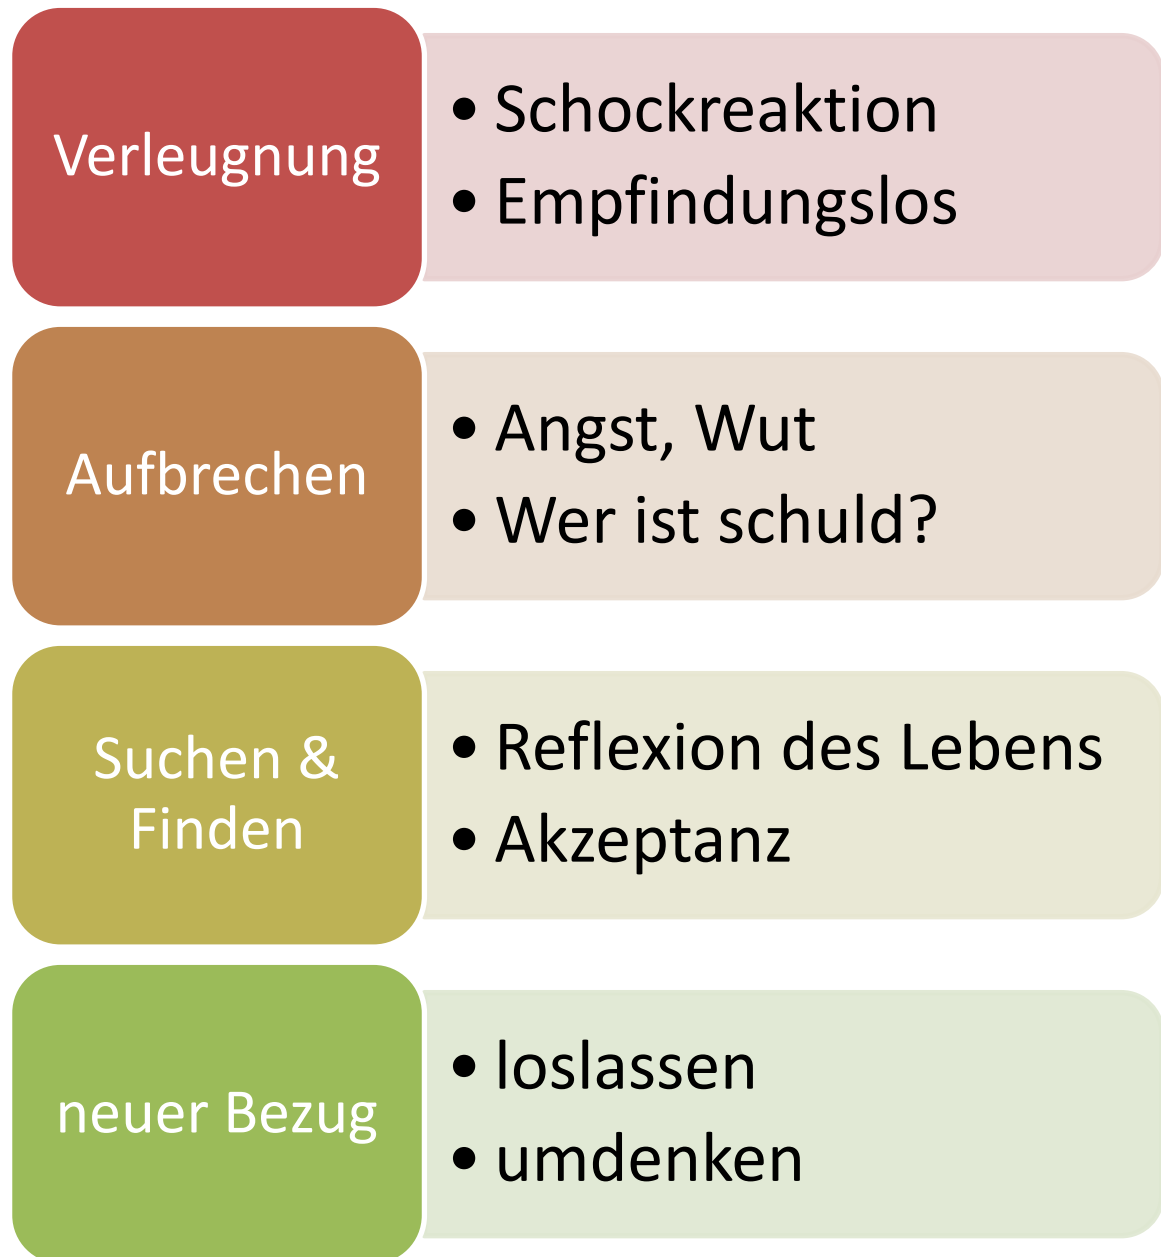 Verleugnung
• Schockreaktion
• Empfindungslos
Aufbrechen
• Angst, Wut
• Wer ist schuld?
Suchen &
Finden
• Reflexion des Lebens
• Akzeptanz
neuer Bezug
• loslassen
• umdenken